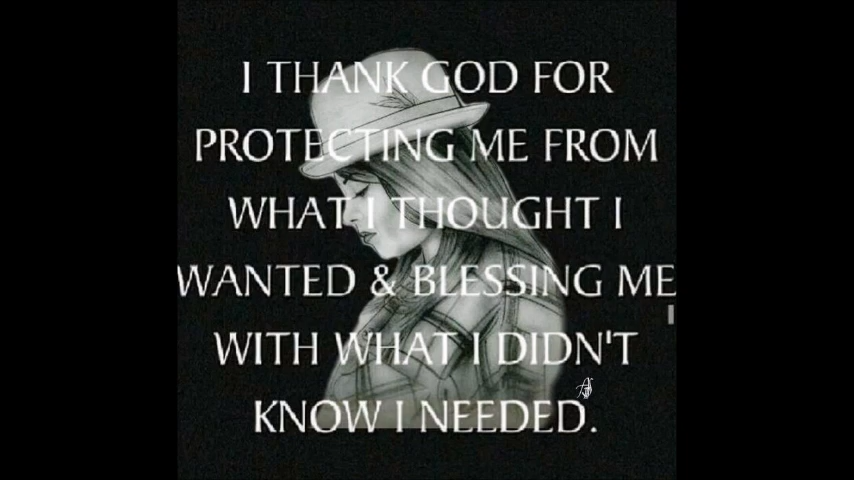 I THANK GOD FOR
PROTECTING ME FROM
WHAT I THOUGHT I
WANTED & BLESSING ME
WITH WHAT I DIDN'T
KNOW I NEEDED.